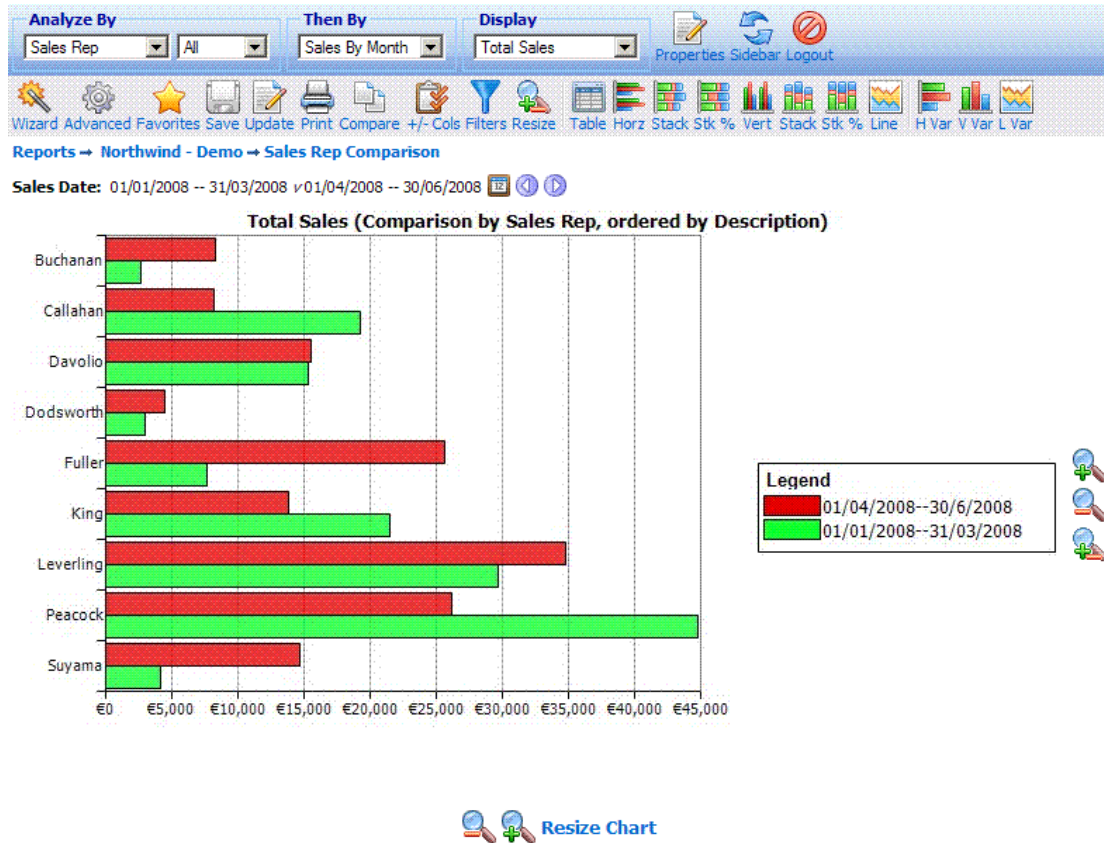 Analyze By
Then By
Display
Sales Rep
All
Sales By Month
Total Sales
Properties Sidebar Logout
Wizard Advanced Favorites Save Update Print Compare +/- Cols Filters Resize Table Horz Stack Stk % Vert Stack Stk % Line H Var V Var L Var
Reports → Northwind - Demo → Sales Rep Comparison
Sales Date: 01/01/2008 -- 31/03/2008 v 01/04/2008 -- 30/06/2008
12
Total Sales (Comparison by Sales Rep, ordered by Description)
Buchanan
Callahan
Davolio
Dodsworth
Fuller
King
Leverling
Peacock
Suyama
€0 €5,000 €10,000 €15,000 €20,000 €25,000 €30,000 €35,000 €40,000 €45,000
Legend
01/04/2008--30/6/2008
01/01/2008--31/03/2008
Resize Chart